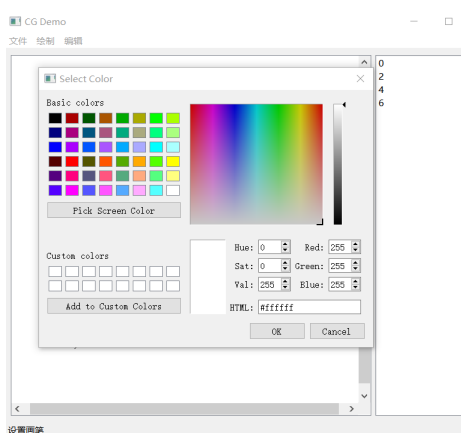 CG Demo
文件 绘制 编辑
Select Color
Basic colors
Pick Screen Color
Custom colors
Add to Custom Colors
Hue: 0 Red: 255
Sat: 0 Green: 255
Val: 255 Blue: 255
HTML: #ffffff
OK Cancel
0
2
4
6
设置画笔